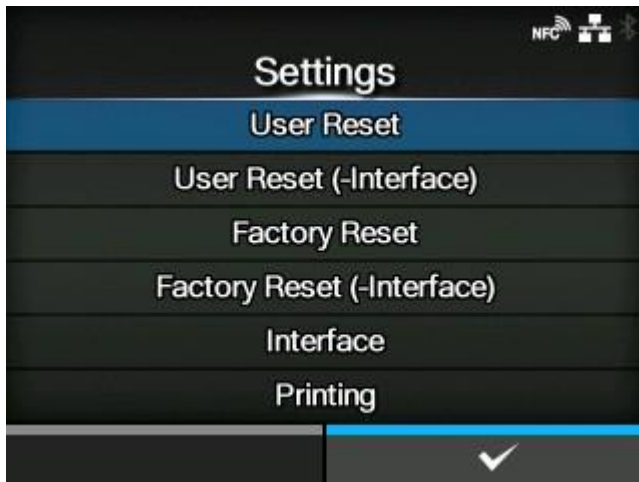 NFC
Settings
User Reset
User Reset (-Interface)
Factory Reset
Factory Reset (-Interface)
Interface
Printing